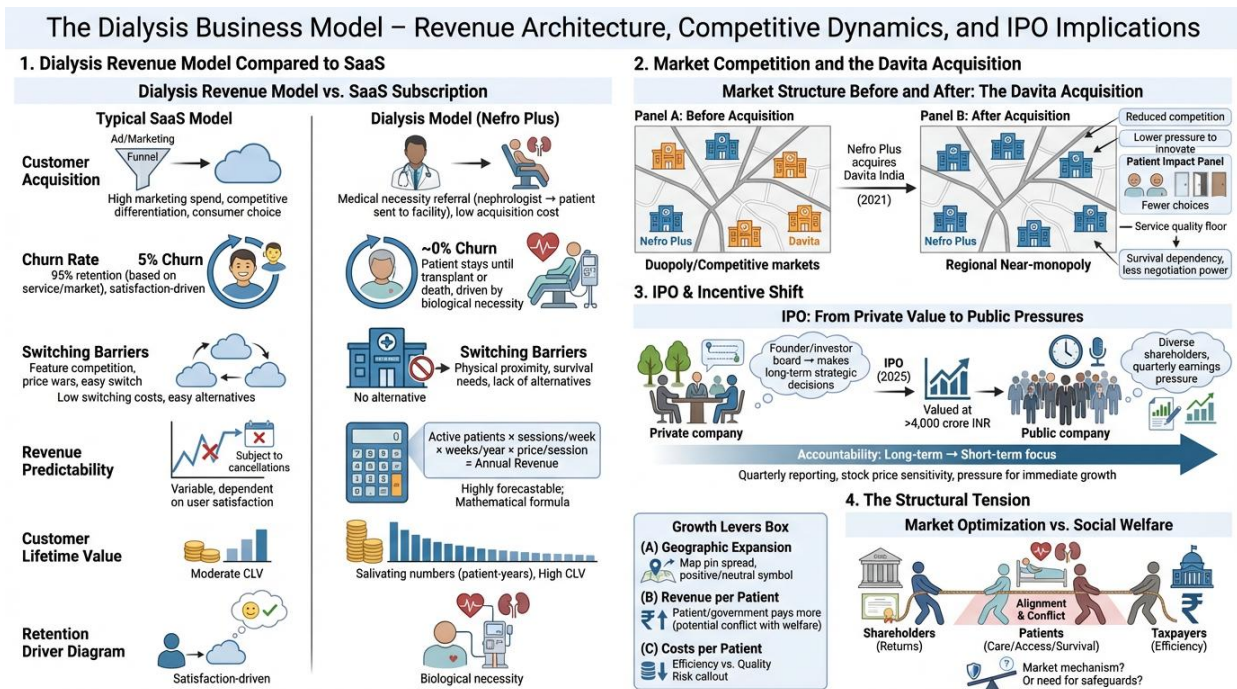 The Dialysis Business Model – Revenue Architecture, Competitive Dynamics, and IPO Implications
1. Dialysis Revenue Model Compared to SaaS
Dialysis Revenue Model vs. SaaS Subscription
Typical SaaS Model
Dialysis Model (Nefro Plus)
Customer
Acquisition
Ad/Marketing
Funnel
High marketing spend, competitive
differentiation, consumer choice
Medical necessity referral (nephrologist → patient
sent to facility), low acquisition cost
Churn Rate
5% Churn
95% retention (based on
service/market), satisfaction-driven
~0% Churn
Patient stays until
transplant or
death, driven by
biological necessity
Switching Barriers
Feature competition,
price wars, easy switch
Low switching costs, easy alternatives
Switching Barriers
Physical proximity, survival
needs, lack of alternatives
No alternative
Revenue
Predictability
Subject to
cancellations
Variable, dependent
on user satisfaction
0
Active patients × sessions/week
× weeks/year × price/session
= Annual Revenue
Highly forecastable;
Mathematical formula
Customer
Lifetime Value
Moderate CLV
Salivating numbers (patient-years), High CLV
Retention
Driver Diagram
Satisfaction-driven
Biological necessity
2. Market Competition and the Davita Acquisition
Market Structure Before and After: The Davita Acquisition
Panel A: Before Acquisition
Nefro Plus
Davita
Duopoly/Competitive markets
Nefro Plus
acquires
Davita India
(2021)
Panel B: After Acquisition
Nefro Plus
Regional Near-monopoly
Reduced competition
Lower pressure to
innovate
Patient Impact Panel
Fewer choices
Service quality floor
Survival dependency,
less negotiation power
3. IPO & Incentive Shift
IPO: From Private Value to Public Pressures
Private company
Founder/investor
board → makes
long-term strategic
decisions
IPO
(2025)
Valued at
>4,000 crore INR
Public company
Diverse
shareholders,
quarterly earnings
pressure
Accountability: Long-term → Short-term focus
Quarterly reporting, stock price sensitivity, pressure for immediate growth
Growth Levers Box
(A) Geographic Expansion
Map pin spread,
positive/neutral symbol
(B) Revenue per Patient
₹
Patient/government pays more
(potential conflict with welfare)
(C) Costs per Patient
Efficiency vs. Quality
Risk callout
4. The Structural Tension
Market Optimization vs. Social Welfare
Alignment
& Conflict
₹
Shareholders
(Returns)
Patients
(Care/Access/Survival)
Taxpayers
(Efficiency)
?
Market mechanism?
Or need for safeguards?